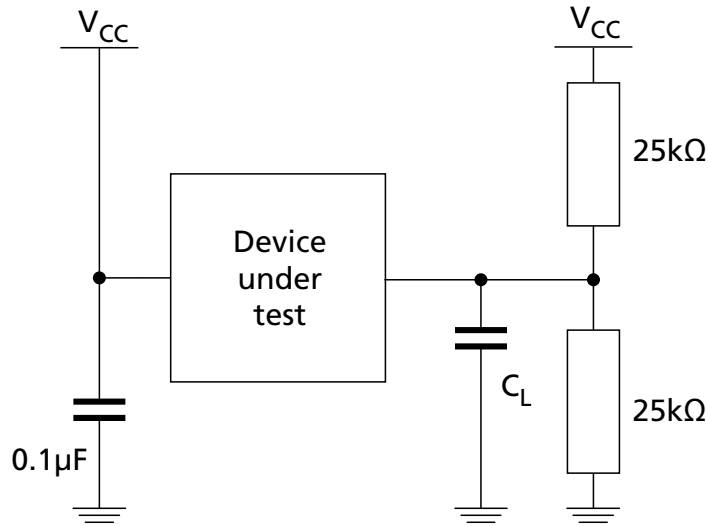 VCC
VCC
25kΩ
Device
under
test
CL
25kΩ
0.1µF